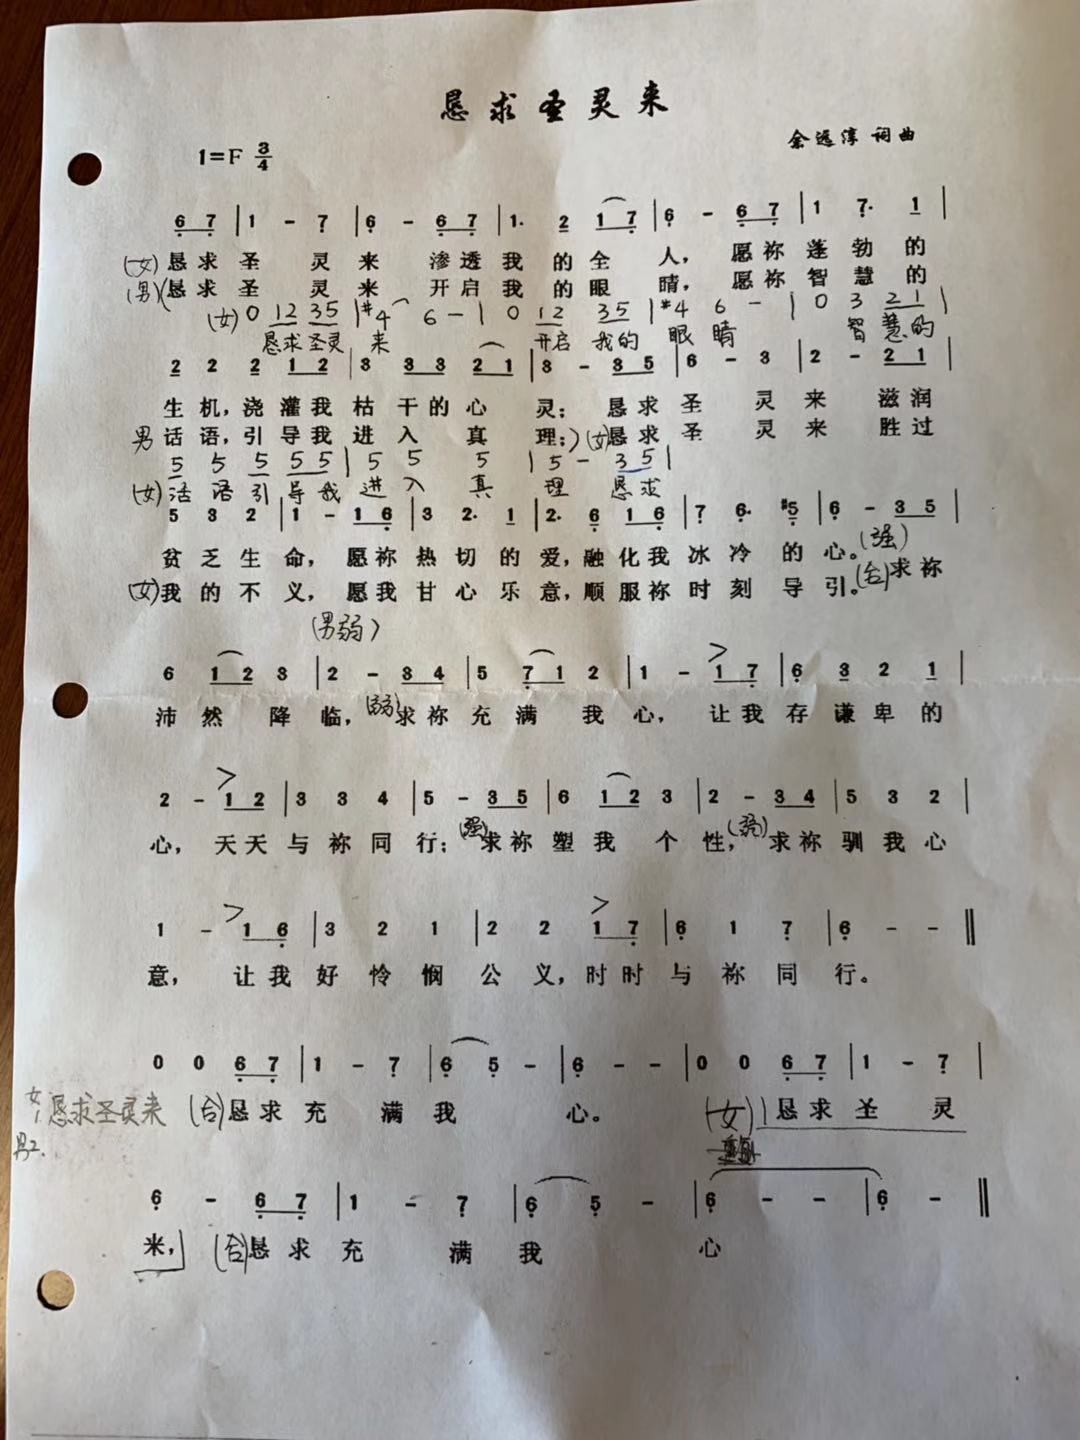 恳求圣灵来
余远淳 词曲
1=F 3/4
6 7 | 1 - 7 | 6 - 6 7 | 1· 2 1 7 | 6 - 6 7 | 1 7· 1 |
(女) 恳求圣灵来 渗透我的全人, 愿祢蓬勃的
(男) (恳求圣灵来 开启我的眼睛, 愿祢智慧的
(女) 0 12 35 | #4 6 - | 0 12 35 | #4 6 - | 0 3 2 1 |
恳求圣灵 来 开启 我的 眼 睛 智 慧的
2 2 2 1 2 | 3 3 3 2 1 | 3 - 3 5 | 6 - 3 | 2 - 2 1 |
生机, 浇灌我枯干的心灵; 恳求圣灵来滋润
男 话语, 引导我进入真理; ) (女) 恳求圣灵来胜过
5 5 5 5 5 | 5 5 5 | 5 - 3 5 |
(女) 话语引导我 进入真 理 恳求
5 3 2 | 1 - 1 6 | 3 2· 1 | 2· 6 1 6 | 7 6· #5 | 6 - 3 5 |
贫乏生命, 愿祢热切的爱, 融化我冰冷的心。 (强)
(女) 我的不义, 愿我甘心乐意, 顺服祢时刻导引。 (合) 求祢
(男弱)
6 1 2 3 | 2 - 3 4 | 5 7 1 2 | 1 - > 1 7 | 6 3 2 1 |
沛然降临, (弱) 求祢充满我心, 让我存谦卑的
2 - > 1 2 | 3 3 4 | 5 - 3 5 | 6 1 2 3 | 2 - 3 4 | 5 3 2 |
心, 天天与祢同行; (强) 求祢塑我个性, (弱) 求祢驯我心
1 - > 1 6 | 3 2 1 | 2 2 > 1 7 | 6 1 7 | 6 - - ‖
意, 让我好怜悯公义, 时时与祢同行。
0 0 6 7 | 1 - 7 | 6 5 - | 6 - - | 0 0 6 7 | 1 - 7 |
女1 恳求圣灵来 (合) 恳求充满我心。 (女) 恳求圣灵
男2.
6 - 6 7 | 1 - 7 | 6 5 - | 6 - - | 6 - ‖
来, (合) 恳求充满我心